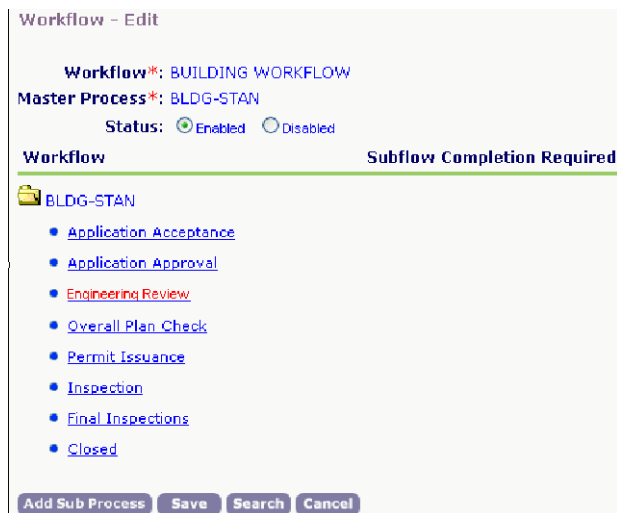 Workflow - Edit
Workflow*: BUILDING WORKFLOW
Master Process*: BLDG-STAN
Status: Enabled Disabled
Workflow Subflow Completion Required
BLDG-STAN
Application Acceptance
Application Approval
Engineering Review
Overall Plan Check
Permit Issuance
Inspection
Final Inspections
Closed
Add Sub Process Save Search Cancel